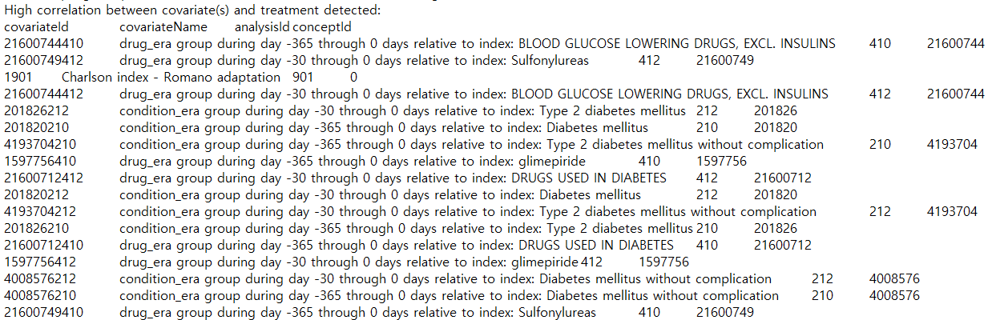 High correlation between covariate(s) and treatment detected:
covariateId covariateName analysisId conceptId
21600744410 drug_era group during day -365 through 0 days relative to index: BLOOD GLUCOSE LOWERING DRUGS, EXCL. INSULINS 410 21600744
21600749412 drug_era group during day -30 through 0 days relative to index: Sulfonylureas 412 21600749
1901 Charlson index - Romano adaptation 901 0
21600744412 drug_era group during day -30 through 0 days relative to index: BLOOD GLUCOSE LOWERING DRUGS, EXCL. INSULINS 412 21600744
201826212 condition_era group during day -30 through 0 days relative to index: Type 2 diabetes mellitus 212 201826
201820210 condition_era group during day -365 through 0 days relative to index: Diabetes mellitus 210 201820
4193704210 condition_era group during day -365 through 0 days relative to index: Type 2 diabetes mellitus without complication 210 4193704
1597756410 drug_era group during day -365 through 0 days relative to index: glimepiride 410 1597756
21600712412 drug_era group during day -30 through 0 days relative to index: DRUGS USED IN DIABETES 412 21600712
201820212 condition_era group during day -30 through 0 days relative to index: Diabetes mellitus 212 201820
4193704212 condition_era group during day -30 through 0 days relative to index: Type 2 diabetes mellitus without complication 212 4193704
201826210 condition_era group during day -365 through 0 days relative to index: Type 2 diabetes mellitus 210 201826
21600712410 drug_era group during day -365 through 0 days relative to index: DRUGS USED IN DIABETES 410 21600712
1597756412 drug_era group during day -30 through 0 days relative to index: glimepiride 412 1597756
4008576212 condition_era group during day -30 through 0 days relative to index: Diabetes mellitus without complication 212 4008576
4008576210 condition_era group during day -365 through 0 days relative to index: Diabetes mellitus without complication 210 4008576
21600749410 drug_era group during day -365 through 0 days relative to index: Sulfonylureas 410 21600749